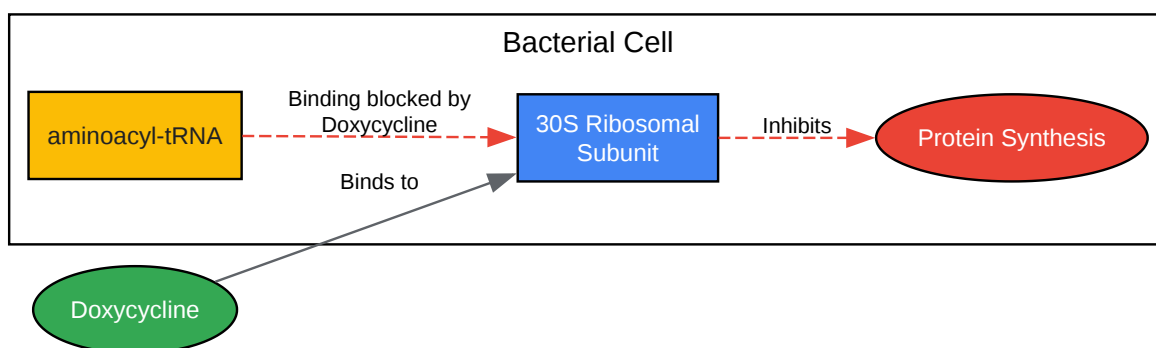 Bacterial Cell
aminoacyl-tRNA
Binding blocked by
Doxycycline
30S Ribosomal
Subunit
Inhibits
Protein Synthesis
Binds to
Doxycycline